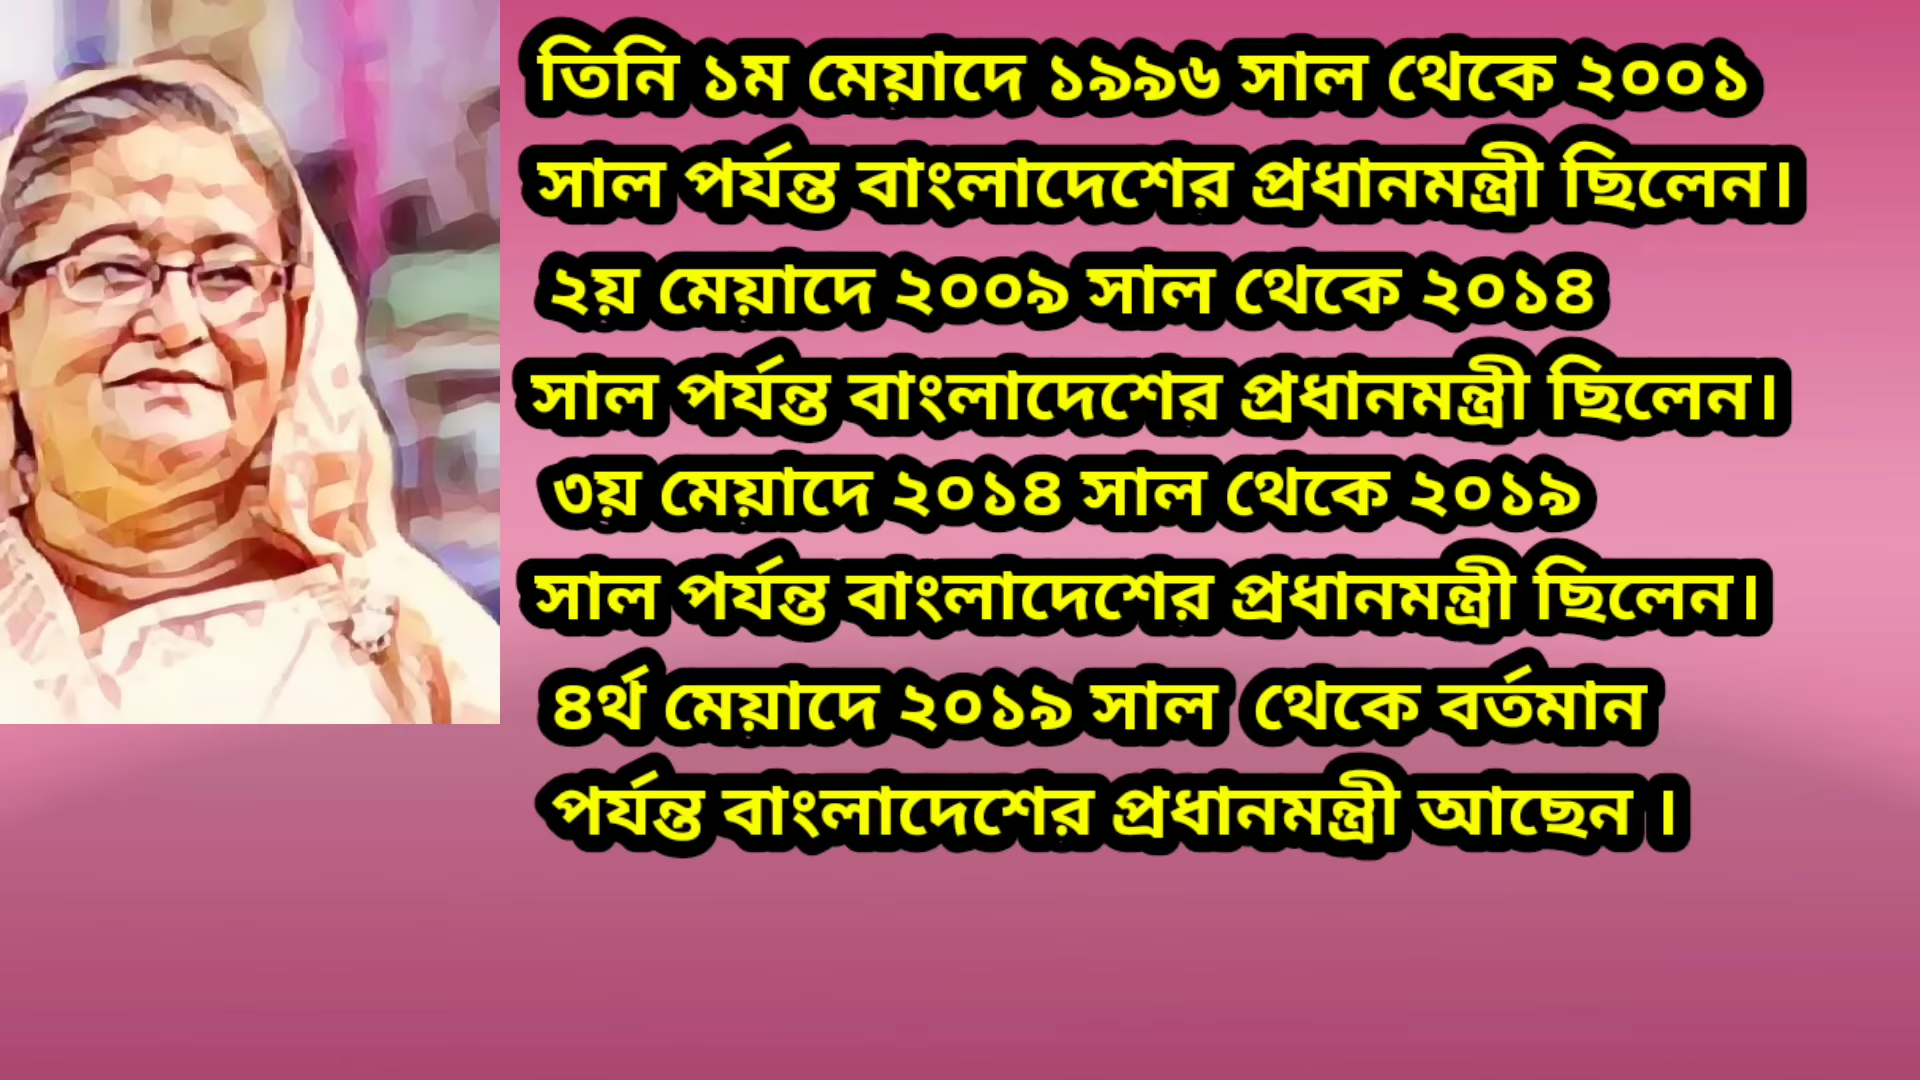 তিনি ১ম মেয়াদে ১৯৯৬ সাল থেকে ২০০১
সাল পর্যন্ত বাংলাদেশের প্রধানমন্ত্রী ছিলেন।
২য় মেয়াদে ২০০৯ সাল থেকে ২০১৪
সাল পর্যন্ত বাংলাদেশের প্রধানমন্ত্রী ছিলেন।
৩য় মেয়াদে ২০১৪ সাল থেকে ২০১৯
সাল পর্যন্ত বাংলাদেশের প্রধানমন্ত্রী ছিলেন।
৪র্থ মেয়াদে ২০১৯ সাল থেকে বর্তমান
পর্যন্ত বাংলাদেশের প্রধানমন্ত্রী আছেন ।